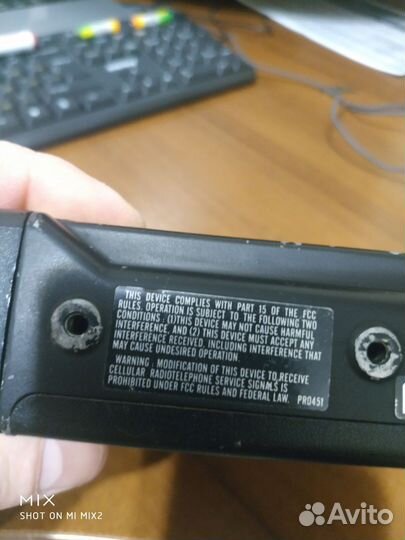 THIS DEVICE COMPLIES WITH PART 15 OF THE FCC
RULES OPERATION IS SUBJECT TO THE FOLLOWING TWO
CONDITIONS : (1)THIS DEVICE MAY NOT CAUSE HARMFUL
INTERFERENCE, AND (2) THIS DEVICE MUST ACCEPT ANY
INTERFERENCE RECEIVED, INCLUDING INTERFERENCE THAT
MAY CAUSE UNDESIRED OPERATION.
WARNING : MODIFICATION OF THIS DEVICE TO RECEIVE
CELLULAR RADIOTELEPHONE SERVICE SIGNALS IS
PROHIBITED UNDER FCC RULES AND FEDERAL LAW. PRO451
MIX
SHOT ON MI MIX2
Avito